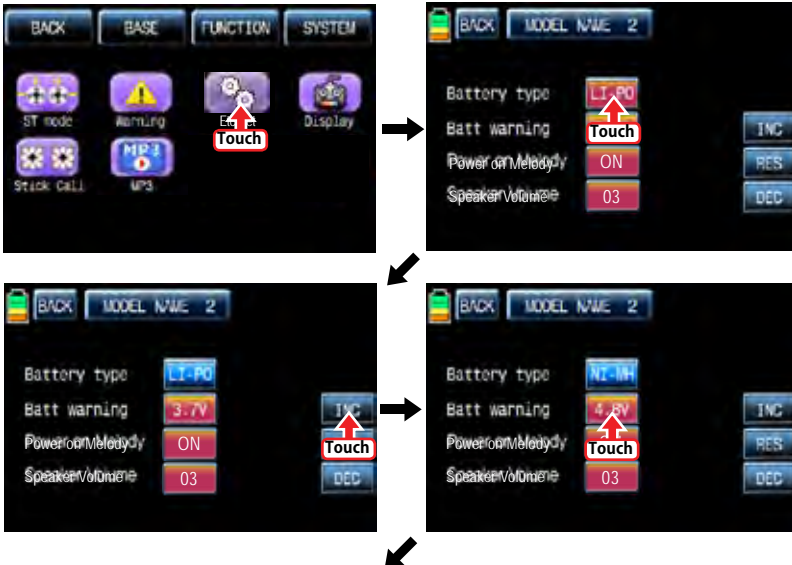 BACK BASE FUNCTION SYSTEM
ST mode Warning Display
Touch
Stick Cali MP3
BACK MODEL NAME 2
Battery type LI-PO
Batt warning Touch INC
Power on Melody ON RES
Speaker Volume 03 DEC
BACK MODEL NAME 2
Battery type LI-PO
Batt warning 3.7V INC
Power on Melody ON Touch
Speaker Volume 03 DEC
BACK MODEL NAME 2
Battery type NI-MH
Batt warning 4.8V INC
Power on Melody Touch RES
Speaker Volume 03 DEC